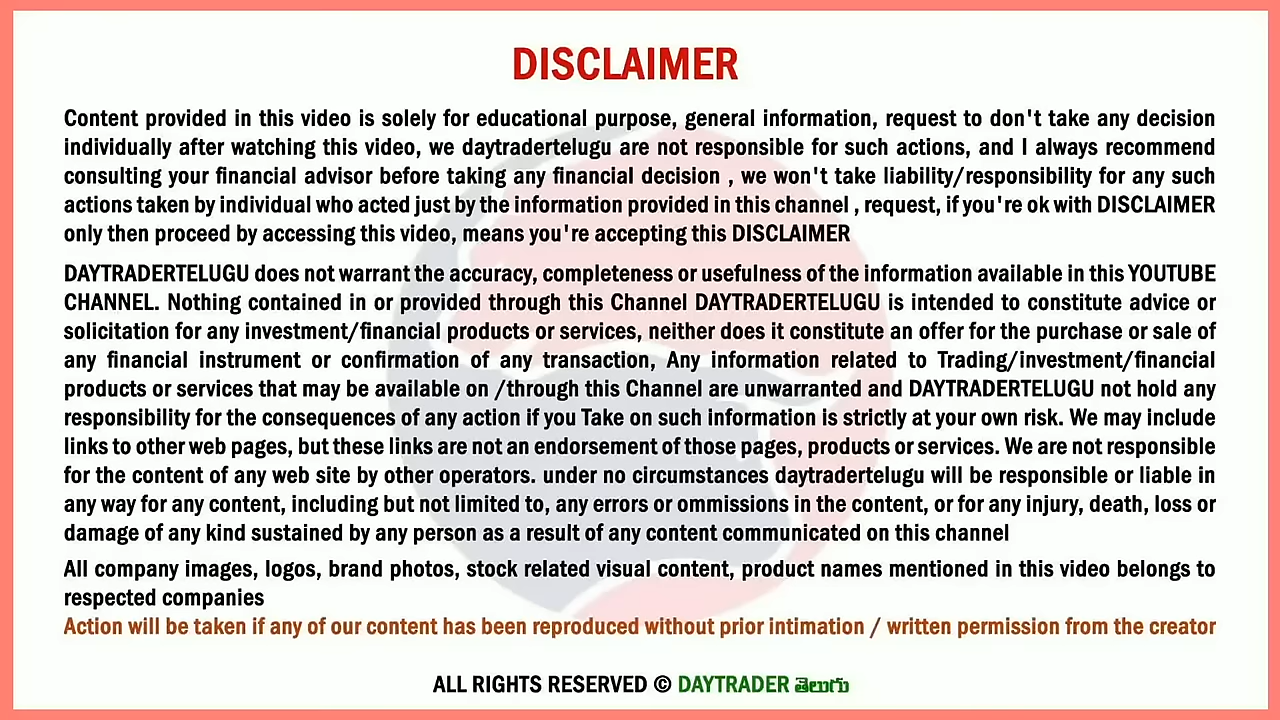 DISCLAIMER
Content provided in this video is solely for educational purpose, general information, request to don't take any decision
individually after watching this video, we daytradertelugu are not responsible for such actions, and I always recommend
consulting your financial advisor before taking any financial decision , we won't take liability/responsibility for any such
actions taken by individual who acted just by the information provided in this channel , request, if you're ok with DISCLAIMER
only then proceed by accessing this video, means you're accepting this DISCLAIMER
DAYTRADERTELUGU does not warrant the accuracy, completeness or usefulness of the information available in this YOUTUBE
CHANNEL. Nothing contained in or provided through this Channel DAYTRADERTELUGU is intended to constitute advice or
solicitation for any investment/financial products or services, neither does it constitute an offer for the purchase or sale of
any financial instrument or confirmation of any transaction, Any information related to Trading/investment/financial
products or services that may be available on /through this Channel are unwarranted and DAYTRADERTELUGU not hold any
responsibility for the consequences of any action if you Take on such information is strictly at your own risk. We may include
links to other web pages, but these links are not an endorsement of those pages, products or services. We are not responsible
for the content of any web site by other operators. under no circumstances daytradertelugu will be responsible or liable in
any way for any content, including but not limited to, any errors or ommissions in the content, or for any injury, death, loss or
damage of any kind sustained by any person as a result of any content communicated on this channel
All company images, logos, brand photos, stock related visual content, product names mentioned in this video belongs to
respected companies
Action will be taken if any of our content has been reproduced without prior intimation / written permission from the creator
ALL RIGHTS RESERVED © DAYTRADER తెలుగు